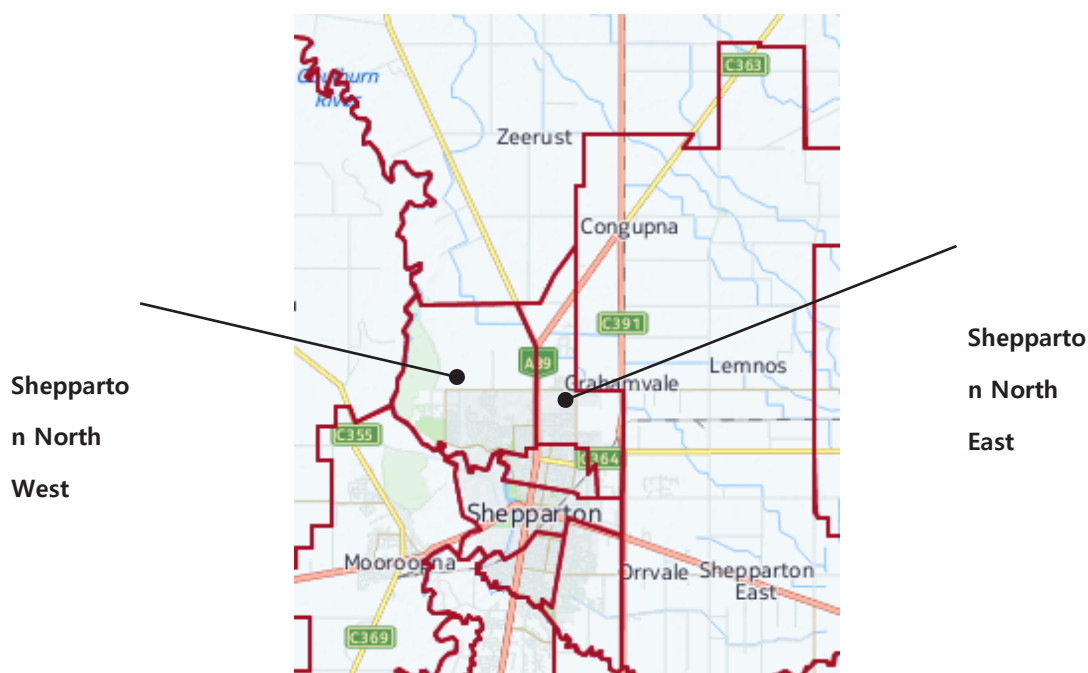 Goulburn
River
C363
Zeerust
Congupna
C391
A39
Lemnos
Grahamvale
C355
C364
Shepparton
Mooroopna
Orrvale
Shepparton
East
C369
Shepparto
n North
West
Shepparto
n North
East